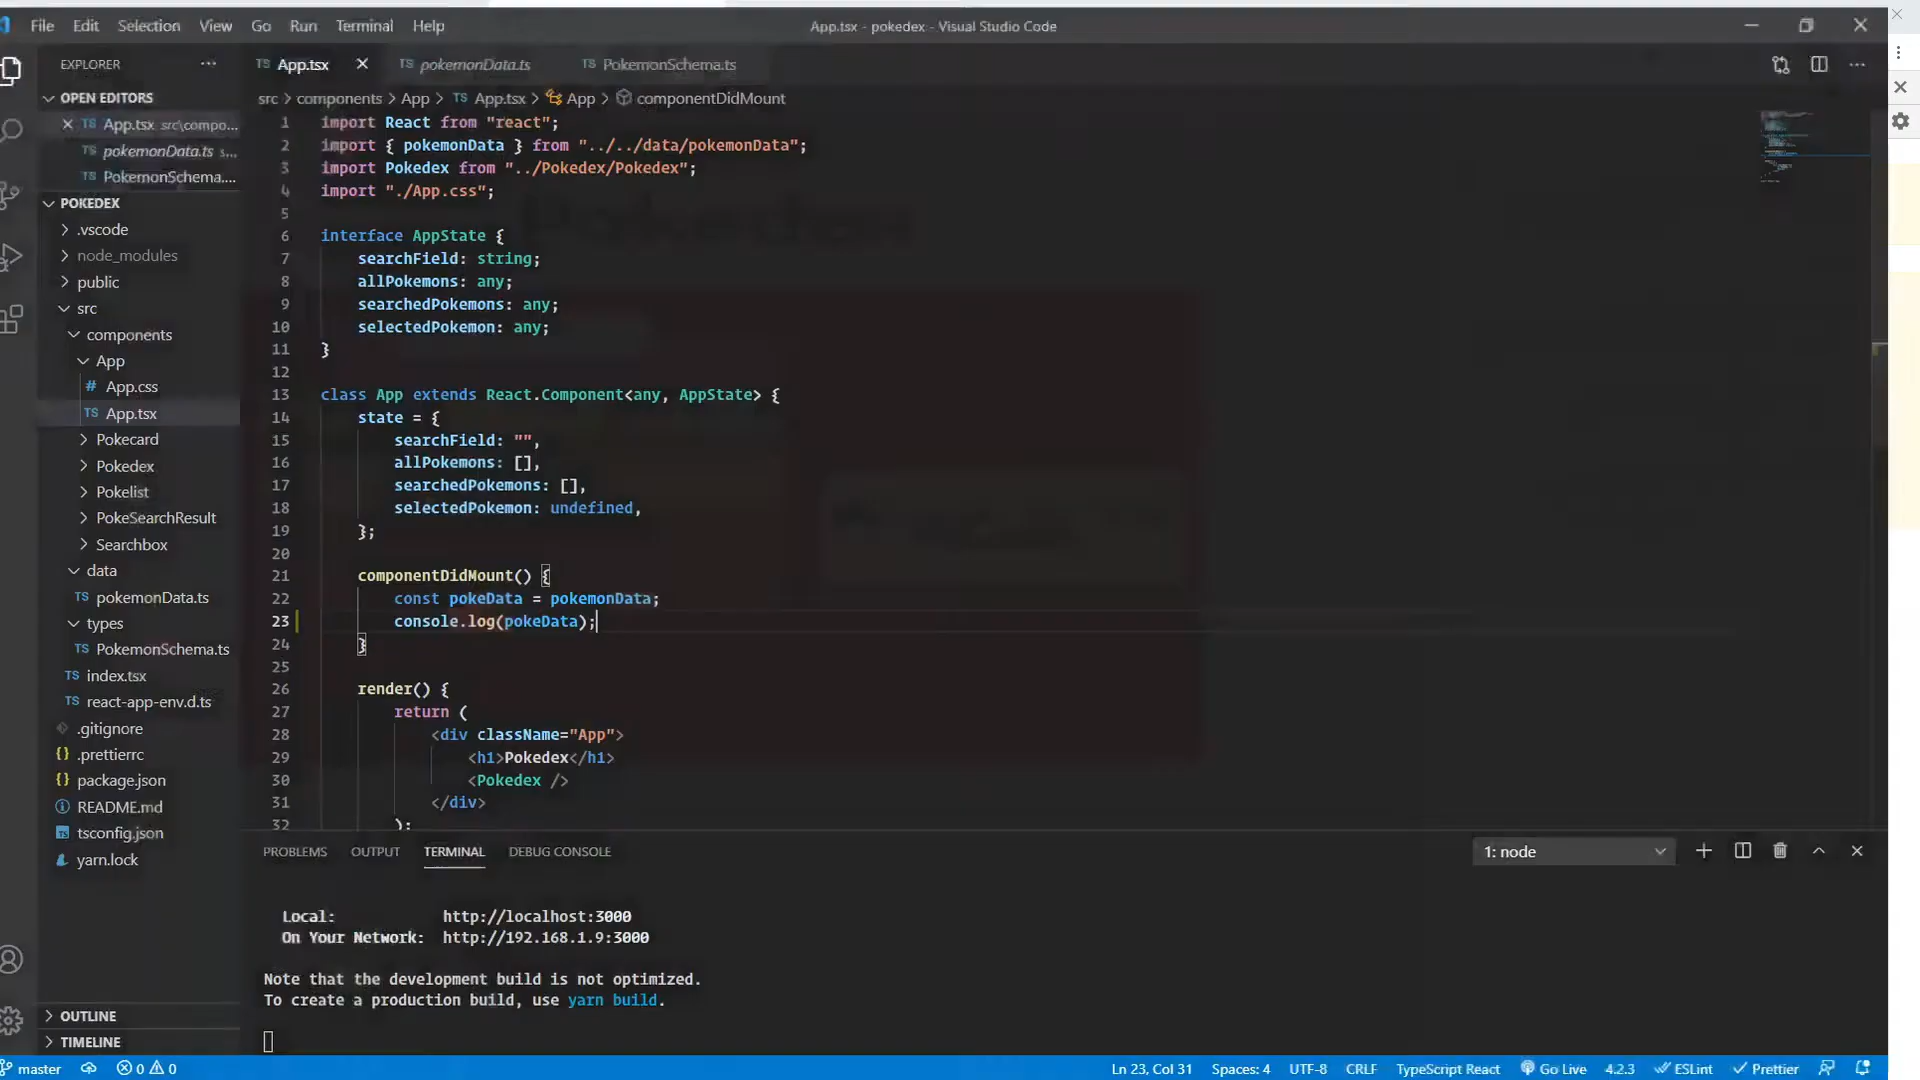 File Edit Selection View Go Run Terminal Help
App.tsx - pokedex - Visual Studio Code
EXPLORER
OPEN EDITORS
App.tsx src\compo...
pokemonData.ts s...
PokemonSchema....
POKEDEX
.vscode
node_modules
public
src
components
App
App.css
App.tsx
Pokecard
Pokedex
Pokelist
PokeSearchResult
Searchbox
data
pokemonData.ts
types
PokemonSchema.ts
index.tsx
react-app-env.d.ts
.gitignore
.prettierrc
package.json
README.md
tsconfig.json
yarn.lock
OUTLINE
TIMELINE
TS App.tsx TS pokemonData.ts TS PokemonSchema.ts
src > components > App > TS App.tsx > App > componentDidMount
1 import React from "react";
2 import { pokemonData } from "../../data/pokemonData";
3 import Pokedex from "../Pokedex/Pokedex";
4 import "./App.css";
5
6 interface AppState {
7 searchField: string;
8 allPokemons: any;
9 searchedPokemons: any;
10 selectedPokemon: any;
11 }
12
13 class App extends React.Component<any, AppState> {
14 state = {
15 searchField: "",
16 allPokemons: [],
17 searchedPokemons: [],
18 selectedPokemon: undefined,
19 };
20
21 componentDidMount() {
22 const pokeData = pokemonData;
23 console.log(pokeData);
24 }
25
26 render() {
27 return (
28 <div className="App">
29 <h1>Pokedex</h1>
30 <Pokedex />
31 </div>
32 );
PROBLEMS OUTPUT TERMINAL DEBUG CONSOLE
1: node
Local: http://localhost:3000
On Your Network: http://192.168.1.9:3000
Note that the development build is not optimized.
To create a production build, use yarn build.
master 0 0
Ln 23, Col 31 Spaces: 4 UTF-8 CRLF TypeScript React Go Live 4.2.3 ESLint Prettier